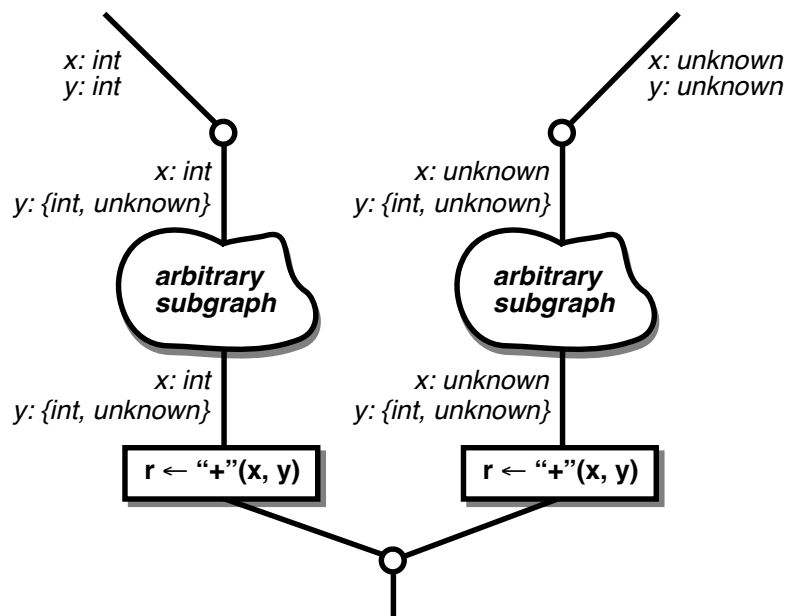 x: int
y: int
x: unknown
y: unknown
x: int
y: {int, unknown}
x: unknown
y: {int, unknown}
arbitrary
subgraph
arbitrary
subgraph
x: int
y: {int, unknown}
x: unknown
y: {int, unknown}
r ← “+”(x, y)
r ← “+”(x, y)